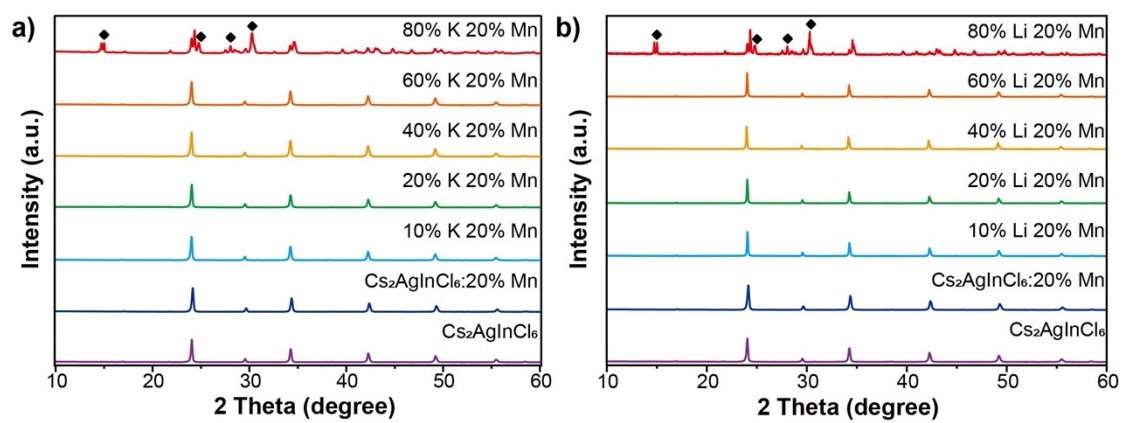 a)
80% K 20% Mn
60% K 20% Mn
40% K 20% Mn
20% K 20% Mn
10% K 20% Mn
Cs₂AgInCl₆:20% Mn
Cs₂AgInCl₆
Intensity (a.u.)
10 20 30 40 50 60
2 Theta (degree)
b)
80% Li 20% Mn
60% Li 20% Mn
40% Li 20% Mn
20% Li 20% Mn
10% Li 20% Mn
Cs₂AgInCl₆:20% Mn
Cs₂AgInCl₆
Intensity (a.u.)
10 20 30 40 50 60
2 Theta (degree)